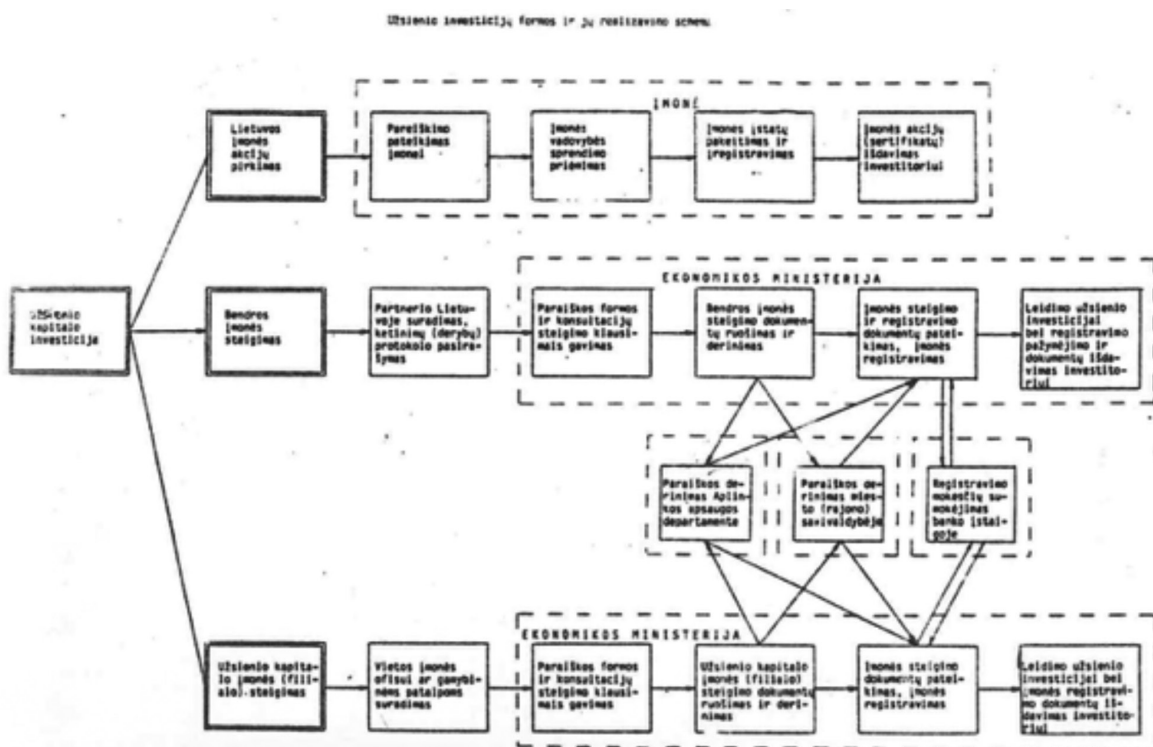 Užsienio investicijų formos ir jų realizavimo schema
ĮMONĖ
Lietuvos
įmonės
akcijų
pirkimas
Pareiškimo
pateikimas
įmonei
Įmonės
vadovybės
sprendimo
priėmimas
Įmonės įstatų
pakeitimas ir
įregistravimas
Įmonės akcijų
(sertifikatų)
išdavimas
investitoriui
EKONOMIKOS MINISTERIJA
Užsienio
kapitalo
investicija
Bendros
įmonės
steigimas
Partnerio Lietu-
voje suradimas,
ketinimų (derybų)
protokolo pasira-
šymas
Paraiškos formos
ir konsultacijų
steigimo klausi-
mais gavimas
Bendros įmonės
steigimo dokumen-
tų ruošimas ir
derinimas
Įmonės steigimo
ir registravimo
dokumentų patei-
kimas, įmonės
registravimas
Leidimo užsienio
investicijai
bei registravimo
pažymėjimo ir
dokumentų išda-
vimas investito-
riui
Paraiškos de-
rinimas Aplin-
kos apsaugos
departamente
Paraiškos de-
rinimas mies-
to (rajono)
savivaldybėje
Registravimo
mokesčių su-
mokėjimas
banko įstai-
goje
EKONOMIKOS MINISTERIJA
Užsienio kapita-
lo įmonės (fili-
alo) steigimas
Vietos įmonės
ofisui ar gamybi-
nėms patalpoms
suradimas
Paraiškos formos
ir konsultacijų
steigimo klausi-
mais gavimas
Užsienio kapitalo
įmonės (filialo)
steigimo dokumentų
ruošimas ir deri-
nimas
Įmonės steigimo
dokumentų patei-
kimas, įmonės
registravimas
Leidimo užsienio
investicijai bei
įmonės registravi-
mo dokumentų iš-
davimas investito-
riui